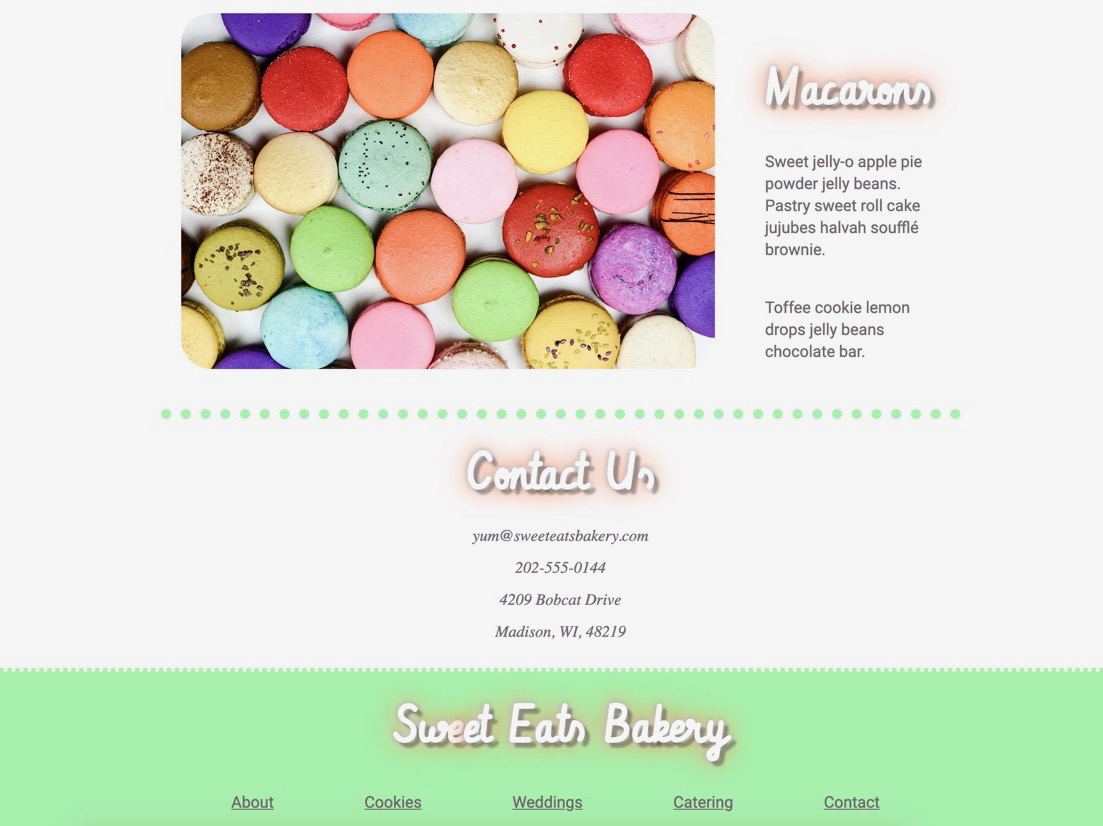 Macarons
Sweet jelly-o apple pie
powder jelly beans.
Pastry sweet roll cake
jujubes halvah soufflé
brownie.
Toffee cookie lemon
drops jelly beans
chocolate bar.
Contact Us
yum@sweeteatsbakery.com
202-555-0144
4209 Bobcat Drive
Madison, WI, 48219
Sweet Eats Bakery
About Cookies Weddings Catering Contact